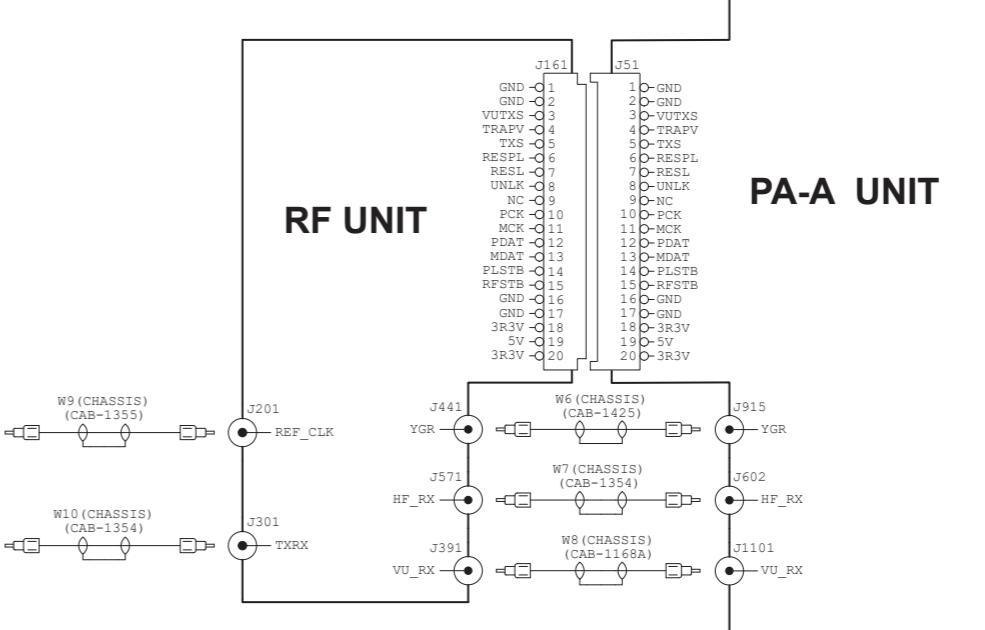 J161 J51
GND 1 1 GND
GND 2 2 GND
VUTXS 3 3 VUTXS
TRAPV 4 4 TRAPV
TXS 5 5 TXS
RESPL 6 6 RESPL
RESL 7 7 RESL
UNLK 8 8 UNLK
NC 9 9 NC
PCK 10 10 PCK
MCK 11 11 MCK
PDAT 12 12 PDAT
MDAT 13 13 MDAT
PLSTB 14 14 PLSTB
RFSTB 15 15 RFSTB
GND 16 16 GND
GND 17 17 GND
3R3V 18 18 3R3V
5V 19 19 5V
3R3V 20 20 3R3V
RF UNIT
PA-A UNIT
W9(CHASSIS)
(CAB-1355)
J201
REF_CLK
J441
YGR
W6(CHASSIS)
(CAB-1425)
J915
YGR
J571
HF_RX
W7(CHASSIS)
(CAB-1354)
J602
HF_RX
W10(CHASSIS)
(CAB-1354)
J301
TXRX
J391
VU_RX
W8(CHASSIS)
(CAB-1168A)
J1101
VU_RX